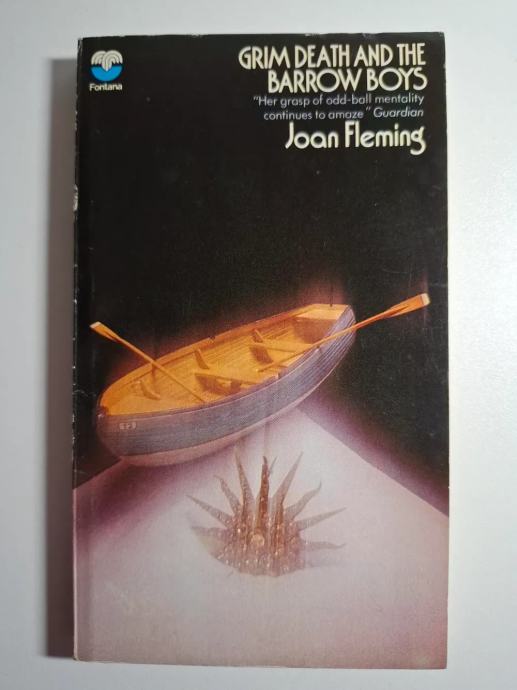 Fontana
GRIM DEATH AND THE
BARROW BOYS
"Her grasp of odd-ball mentality
continues to amaze" Guardian
Joan Fleming